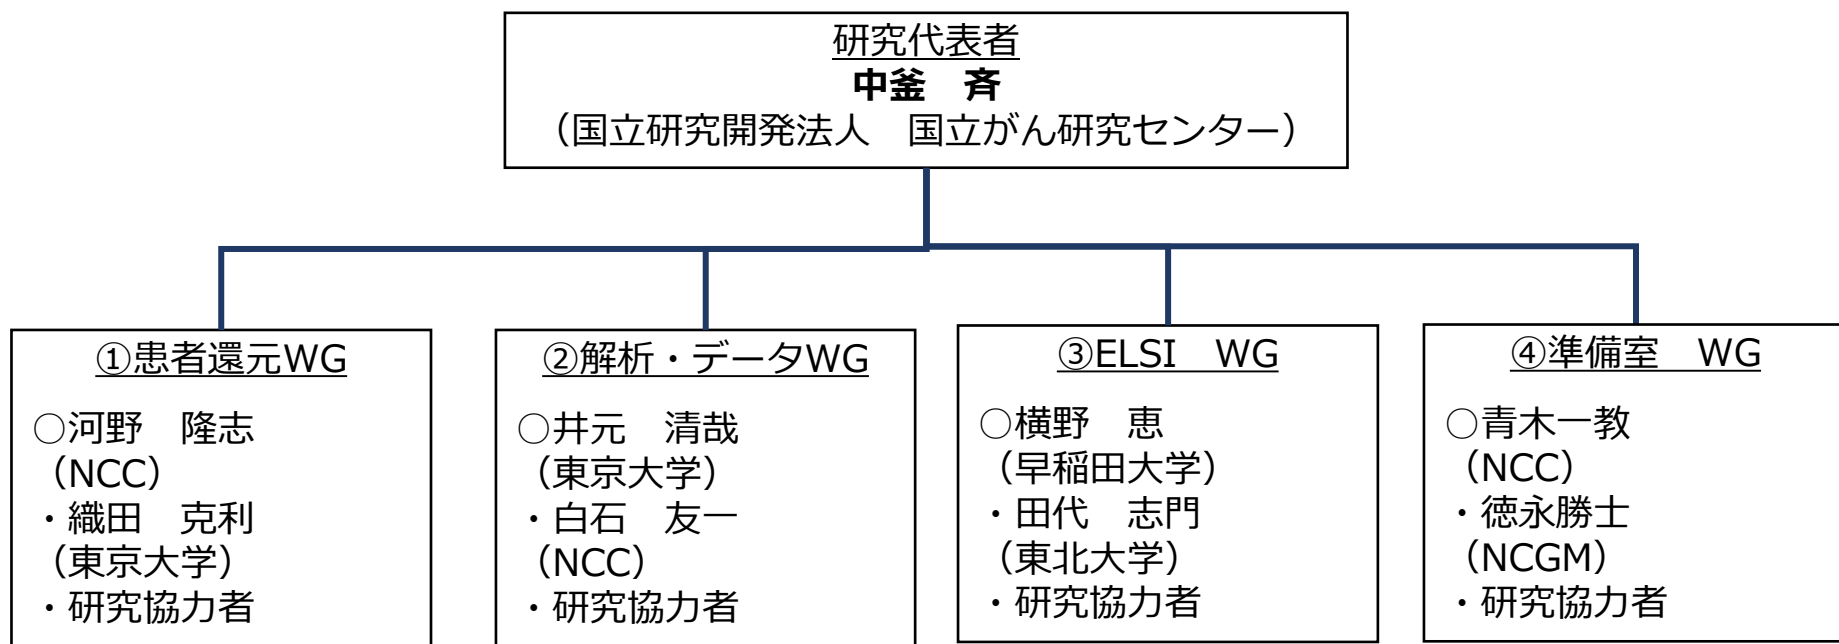 研究代表者
中釜　斉
（国立研究開発法人　国立がん研究センター）
①患者還元WG
○河野　隆志
（NCC）
・織田　克利
（東京大学）
・研究協力者
②解析・データWG
○井元　清哉
（東京大学）
・白石　友一
（NCC）
・研究協力者
③ELSI　WG
○横野　恵
（早稲田大学）
・田代　志門
（東北大学）
・研究協力者
④準備室　WG
○青木一教
（NCC）
・徳永勝士
（NCGM）
・研究協力者